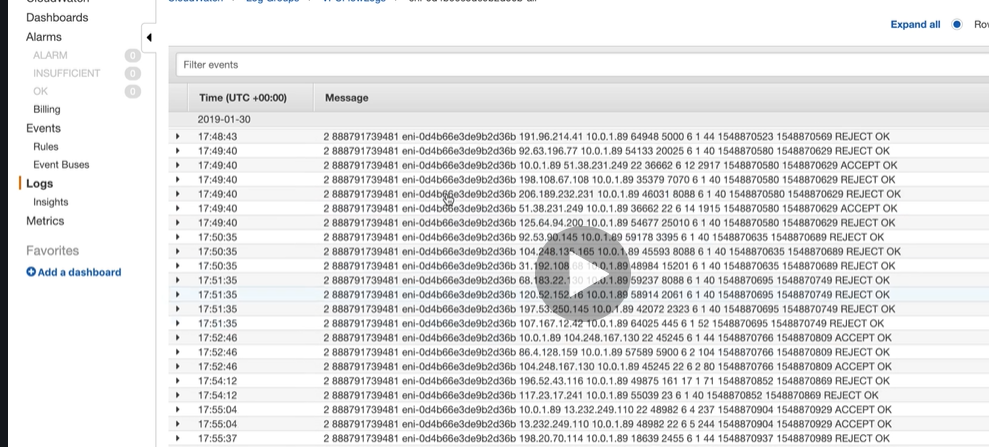 Dashboards
Alarms
ALARM 0
INSUFFICIENT 0
OK 0
Billing
Events
Rules
Event Buses
Logs
Insights
Metrics
Favorites
Add a dashboard
Expand all
Filter events
Time (UTC +00:00) Message
2019-01-30
17:48:43 2 888791739481 eni-0d4b66e3de9b2d36b 191.96.214.41 10.0.1.89 64948 5000 6 1 44 1548870523 1548870569 REJECT OK
17:49:40 2 888791739481 eni-0d4b66e3de9b2d36b 92.63.196.77 10.0.1.89 54133 20025 6 1 40 1548870580 1548870629 REJECT OK
17:49:40 2 888791739481 eni-0d4b66e3de9b2d36b 10.0.1.89 51.38.231.249 22 36662 6 12 2917 1548870580 1548870629 ACCEPT OK
17:49:40 2 888791739481 eni-0d4b66e3de9b2d36b 198.108.67.108 10.0.1.89 35379 7070 6 1 40 1548870580 1548870629 REJECT OK
17:49:40 2 888791739481 eni-0d4b66e3de9b2d36b 206.189.232.231 10.0.1.89 46031 8088 6 1 40 1548870580 1548870629 REJECT OK
17:49:40 2 888791739481 eni-0d4b66e3de9b2d36b 51.38.231.249 10.0.1.89 36662 22 6 14 1915 1548870580 1548870629 ACCEPT OK
17:49:40 2 888791739481 eni-0d4b66e3de9b2d36b 125.64.94.200 10.0.1.89 54677 25010 6 1 40 1548870580 1548870629 REJECT OK
17:50:35 2 888791739481 eni-0d4b66e3de9b2d36b 92.53.90.145 10.0.1.89 59178 3395 6 1 40 1548870635 1548870689 REJECT OK
17:50:35 2 888791739481 eni-0d4b66e3de9b2d36b 104.248.135.165 10.0.1.89 45593 8088 6 1 40 1548870635 1548870689 REJECT OK
17:50:35 2 888791739481 eni-0d4b66e3de9b2d36b 10.0.1.89 48984 15201 6 1 40 1548870635 1548870689 REJECT OK
17:51:35 2 888791739481 eni-0d4b66e3de9b2d36b 68.183.22.130 10.0.1.89 59237 8088 6 1 40 1548870695 1548870749 REJECT OK
17:51:35 2 888791739481 eni-0d4b66e3de9b2d36b 10.0.1.89 58914 2061 6 1 40 1548870695 1548870749 REJECT OK
17:51:35 2 888791739481 eni-0d4b66e3de9b2d36b 197.53.250.145 10.0.1.89 42072 2323 6 1 40 1548870695 1548870749 REJECT OK
17:51:35 2 888791739481 eni-0d4b66e3de9b2d36b 107.167.12.42 10.0.1.89 64025 445 6 1 52 1548870695 1548870749 REJECT OK
17:52:46 2 888791739481 eni-0d4b66e3de9b2d36b 10.0.1.89 104.248.167.130 22 45245 6 1 44 1548870766 1548870809 ACCEPT OK
17:52:46 2 888791739481 eni-0d4b66e3de9b2d36b 86.4.128.159 10.0.1.89 57589 5900 6 2 104 1548870766 1548870809 REJECT OK
17:52:46 2 888791739481 eni-0d4b66e3de9b2d36b 104.248.167.130 10.0.1.89 45245 22 6 2 80 1548870766 1548870809 ACCEPT OK
17:54:12 2 888791739481 eni-0d4b66e3de9b2d36b 196.52.43.116 10.0.1.89 49875 161 17 1 71 1548870852 1548870869 REJECT OK
17:54:12 2 888791739481 eni-0d4b66e3de9b2d36b 117.23.17.241 10.0.1.89 55039 23 6 1 40 1548870852 1548870869 REJECT OK
17:55:04 2 888791739481 eni-0d4b66e3de9b2d36b 10.0.1.89 13.232.249.110 22 48982 6 4 237 1548870904 1548870929 ACCEPT OK
17:55:04 2 888791739481 eni-0d4b66e3de9b2d36b 13.232.249.110 10.0.1.89 48982 22 6 5 244 1548870904 1548870929 ACCEPT OK
17:55:37 2 888791739481 eni-0d4b66e3de9b2d36b 198.20.70.114 10.0.1.89 18639 2455 6 1 44 1548870937 1548870989 REJECT OK